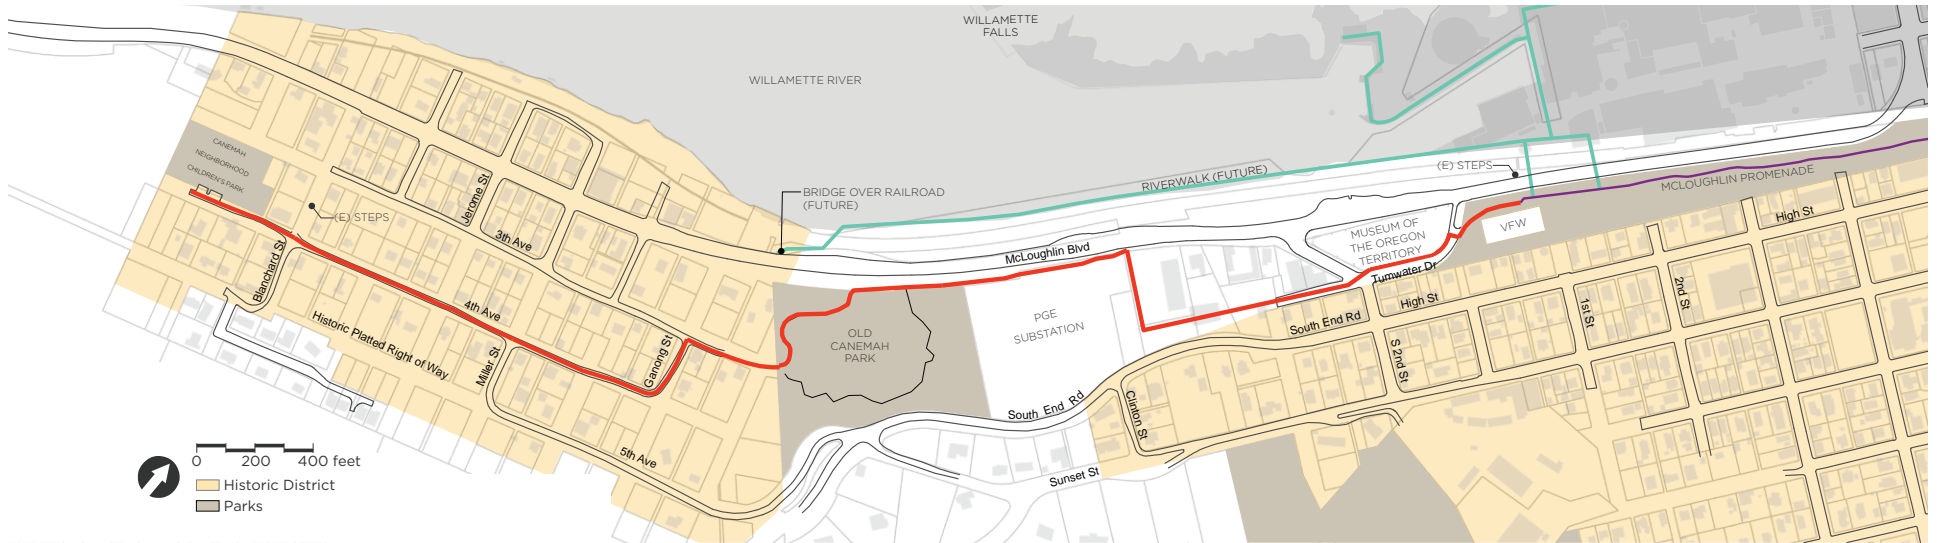 WILLAMETTE
FALLS
WILLAMETTE RIVER
CANEMAH
NEIGHBORHOOD
CHILDREN'S PARK
(E) STEPS
Jerome St
3th Ave
BRIDGE OVER RAILROAD
(FUTURE)
RIVERWALK (FUTURE)
(E) STEPS
MCLOUGHLIN PROMENADE
VFW
MUSEUM OF
THE OREGON
TERRITORY
McLoughlin Blvd
Tumwater Dr
High St
High St
2nd St
1st St
South End Rd
S 2nd St
Blanchard St
4th Ave
Historic Platted Right of Way
Miller St
Ganong St
OLD
CANEMAH
PARK
PGE
SUBSTATION
South End Rd
Clinton St
Sunset St
5th Ave
0 200 400 feet
Historic District
Parks